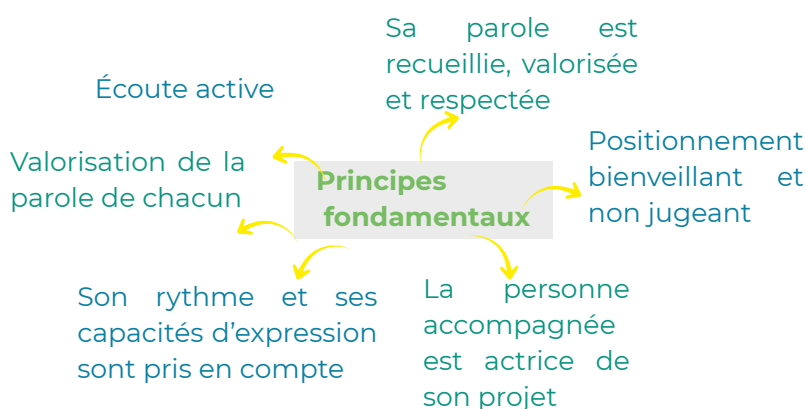 Sa parole est
recueillie, valorisée
et respectée
Écoute active
Positionnement
bienveillant et
non jugeant
Valorisation de la
parole de chacun
Principes
fondamentaux
Son rythme et ses
capacités d’expression
sont pris en compte
La personne
accompagnée
est actrice de
son projet